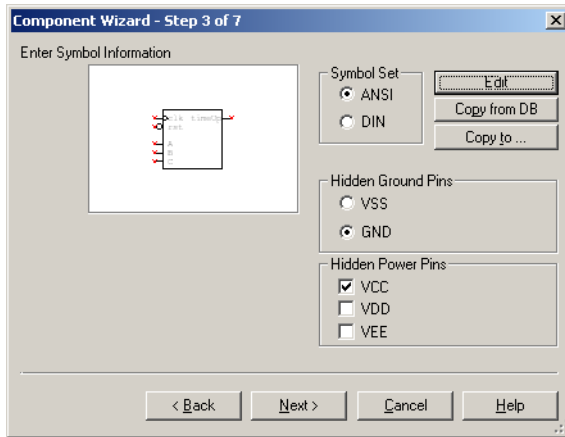 Component Wizard - Step 3 of 7
Enter Symbol Information
clk timeUp
rst
A
B
C
Symbol Set
ANSI
DIN
Edit
Copy from DB
Copy to ...
Hidden Ground Pins
VSS
GND
Hidden Power Pins
VCC
VDD
VEE
< Back
Next >
Cancel
Help